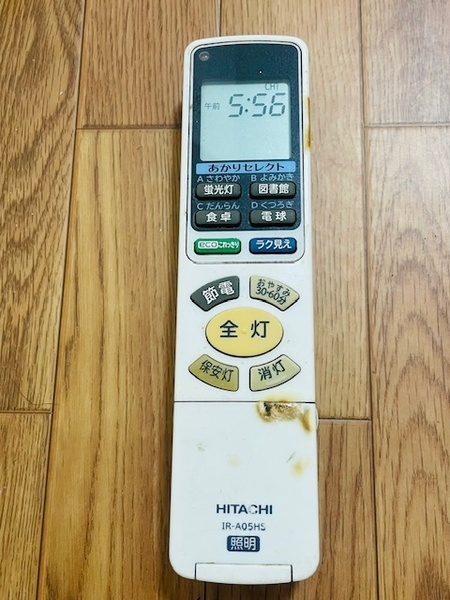 CH1
午前 5:56
あかりセレクト
A さわやか B よみかき
蛍光灯 図書館
C だんらん D くつろぎ
食卓 電球
ecoこれっきり ラク見え
節電 おやすみ
30・60分
全灯
保安灯 消灯
HITACHI
IR-A05HS
照明